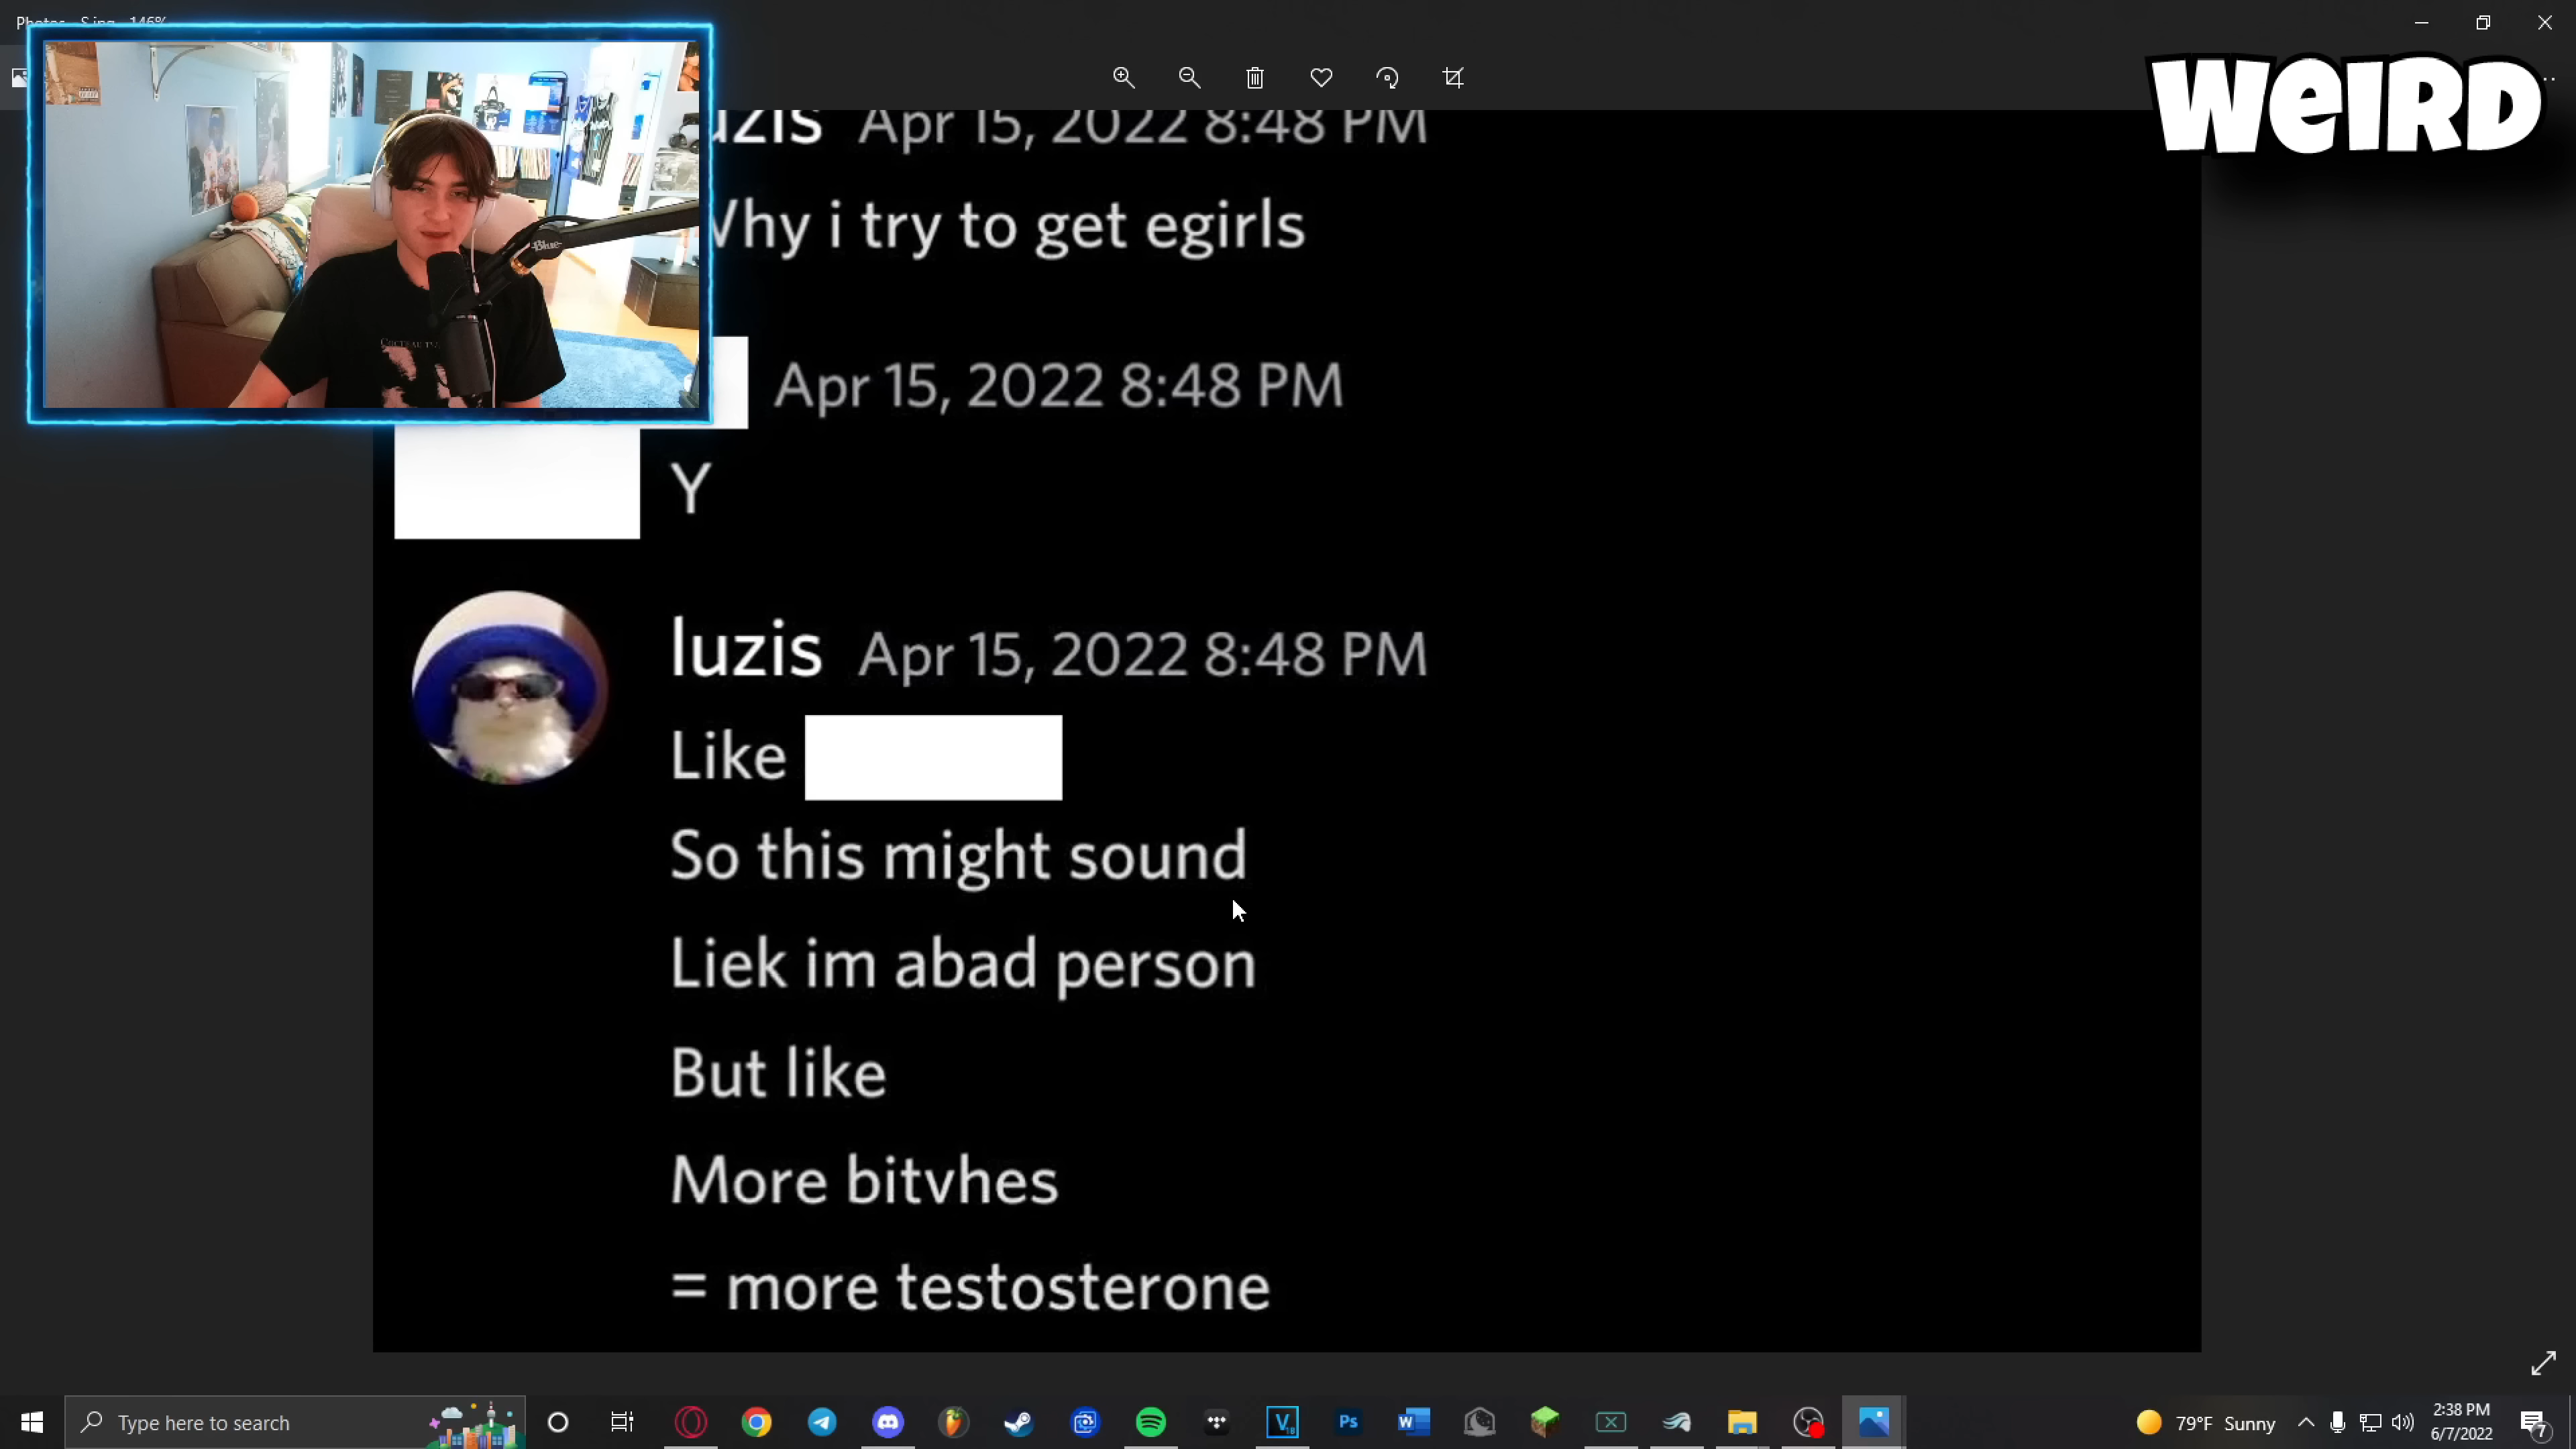 WEIRD
uzis Apr 15, 2022 8:48 PM
Why i try to get egirls
Apr 15, 2022 8:48 PM
Y
luzis Apr 15, 2022 8:48 PM
Like
So this might sound
Liek im abad person
But like
More bitvhes
= more testosterone
Blue
Type here to search
79°F Sunny
2:38 PM
6/7/2022
7